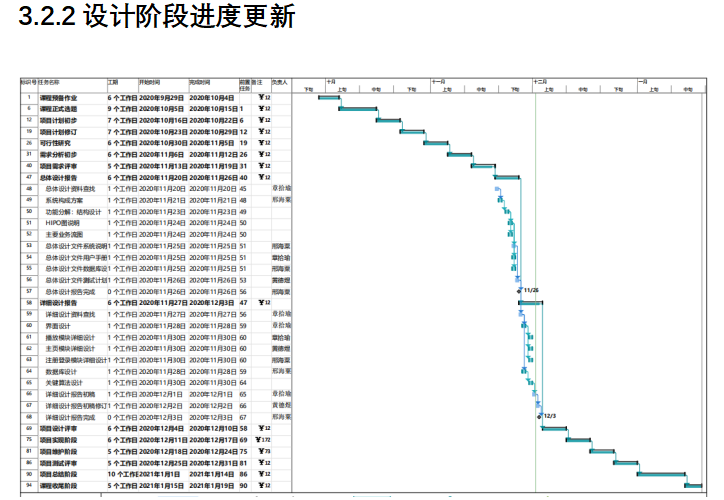 3.2.2 设计阶段进度更新
标识号 任务名称 工期 开始时间 完成时间 前置任务 备注 负责人 十月 十一月 十二月 一月
下旬 上旬 中旬 下旬 上旬 中旬 下旬 上旬 中旬 下旬 上旬 中旬
1 课程预备作业 6 个工作日 2020年9月29日 2020年10月4日 ¥12
6 课程正式选题 9 个工作日 2020年10月5日 2020年10月15日 1 ¥12
12 项目计划初步 7 个工作日 2020年10月16日 2020年10月22日 6 ¥12
19 项目计划修订 7 个工作日 2020年10月23日 2020年10月29日 12 ¥12
26 可行性研究 6 个工作日 2020年10月30日 2020年11月5日 19 ¥12
31 需求分析初步 6 个工作日 2020年11月6日 2020年11月12日 26 ¥12
40 项目需求评审 5 个工作日 2020年11月13日 2020年11月19日 31 ¥12
47 总体设计报告 6 个工作日 2020年11月20日 2020年11月26日 40 ¥12
48 总体设计资料查找 1 个工作日 2020年11月20日 2020年11月20日 45
49 系统构成方案 1 个工作日 2020年11月21日 2020年11月21日 48
50 功能分解：结构设计 1 个工作日 2020年11月23日 2020年11月23日 49
51 HIPO图说明 1 个工作日 2020年11月24日 2020年11月24日 50
52 主要业务流图 1 个工作日 2020年11月24日 2020年11月24日 50
53 总体设计文件系统说明 1 个工作日 2020年11月25日 2020年11月25日 51
54 总体设计文件用户手册 1 个工作日 2020年11月25日 2020年11月25日 51
55 总体设计文件数据库设 1 个工作日 2020年11月25日 2020年11月25日 51
56 总体设计文件测试计划 1 个工作日 2020年11月26日 2020年11月26日 53
57 总体设计报告完成 0 个工作日 2020年11月26日 2020年11月26日 56 11/26
58 详细设计报告 6 个工作日 2020年11月27日 2020年12月3日 47 ¥12
59 详细设计资料查找 1 个工作日 2020年11月27日 2020年11月27日 56
60 界面设计 1 个工作日 2020年11月28日 2020年11月28日 59
61 播放模块详细设计 1 个工作日 2020年11月30日 2020年11月30日 60
62 主页模块详细设计 1 个工作日 2020年11月30日 2020年11月30日 60
63 注册登录模块详细设计 1 个工作日 2020年11月30日 2020年11月30日 60
64 数据库设计 1 个工作日 2020年11月28日 2020年11月28日 59
65 关键算法设计 1 个工作日 2020年11月30日 2020年11月30日 64
66 详细设计报告初稿 1 个工作日 2020年12月1日 2020年12月1日 65
67 详细设计报告初稿修订 1 个工作日 2020年12月2日 2020年12月2日 66
68 详细设计报告完成 0 个工作日 2020年12月3日 2020年12月3日 67 12/3
69 项目设计评审 6 个工作日 2020年12月4日 2020年12月10日 58 ¥12
75 项目实现阶段 6 个工作日 2020年12月11日 2020年12月17日 69 ¥172
81 项目维护阶段 5 个工作日 2020年12月18日 2020年12月24日 75
86 项目测试评审 5 个工作日 2020年12月25日 2020年12月31日 81 ¥12
90 项目总结阶段 10 个工作日 2021年1月1日 2021年1月14日 86 ¥12
94 课程收尾阶段 5 个工作日 2021年1月15日 2021年1月19日 90 ¥12